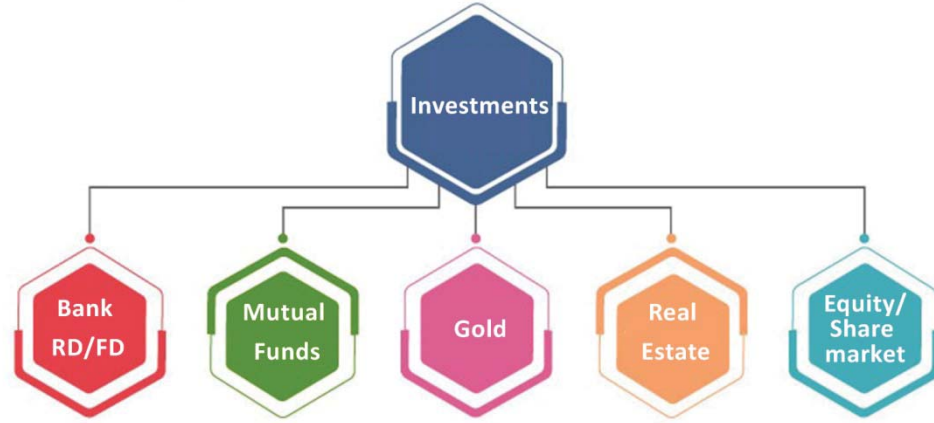 Investments
Bank
RD/FD
Mutual
Funds
Gold
Real
Estate
Equity/
Share
market